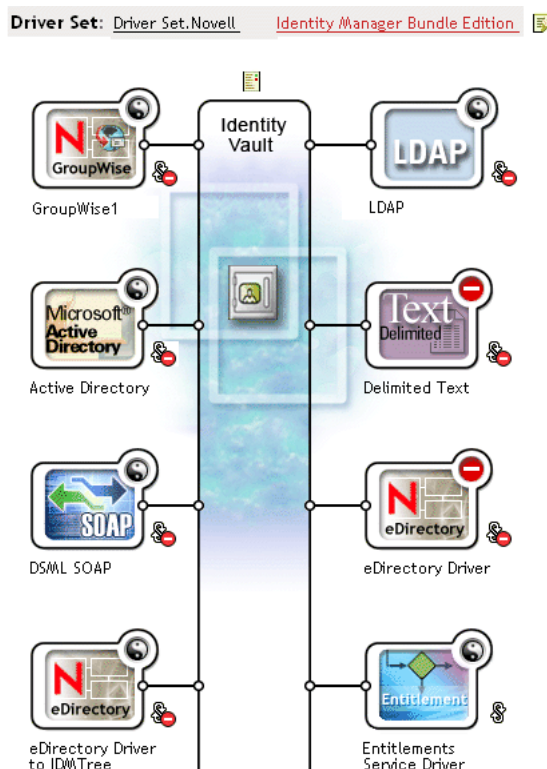 Driver Set: Driver Set.Novell Identity Manager Bundle Edition
Identity
Vault
N
GroupWise
GroupWise1
LDAP
LDAP
Microsoft®
Active
Directory
Active Directory
Text
Delimited
Delimited Text
SOAP
DSML SOAP
N
eDirectory
eDirectory Driver
N
eDirectory
eDirectory Driver
to IDMTree
Entitlement
Entitlements
Service Driver